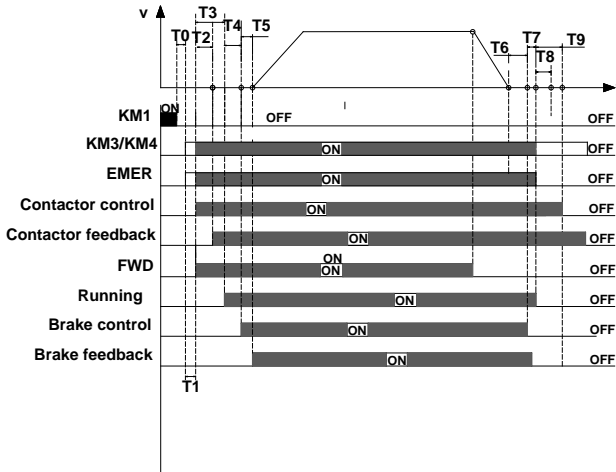 v
T0
T3
T2
T4
T5
T6
T7
T9
T8
ON
KM1
OFF
OFF
KM3/KM4
ON
OFF
EMER
ON
Contactor control
ON
OFF
Contactor feedback
ON
OFF
FWD
ON
ON
OFF
Running
ON
OFF
Brake control
ON
OFF
Brake feedback
ON
OFF
T1